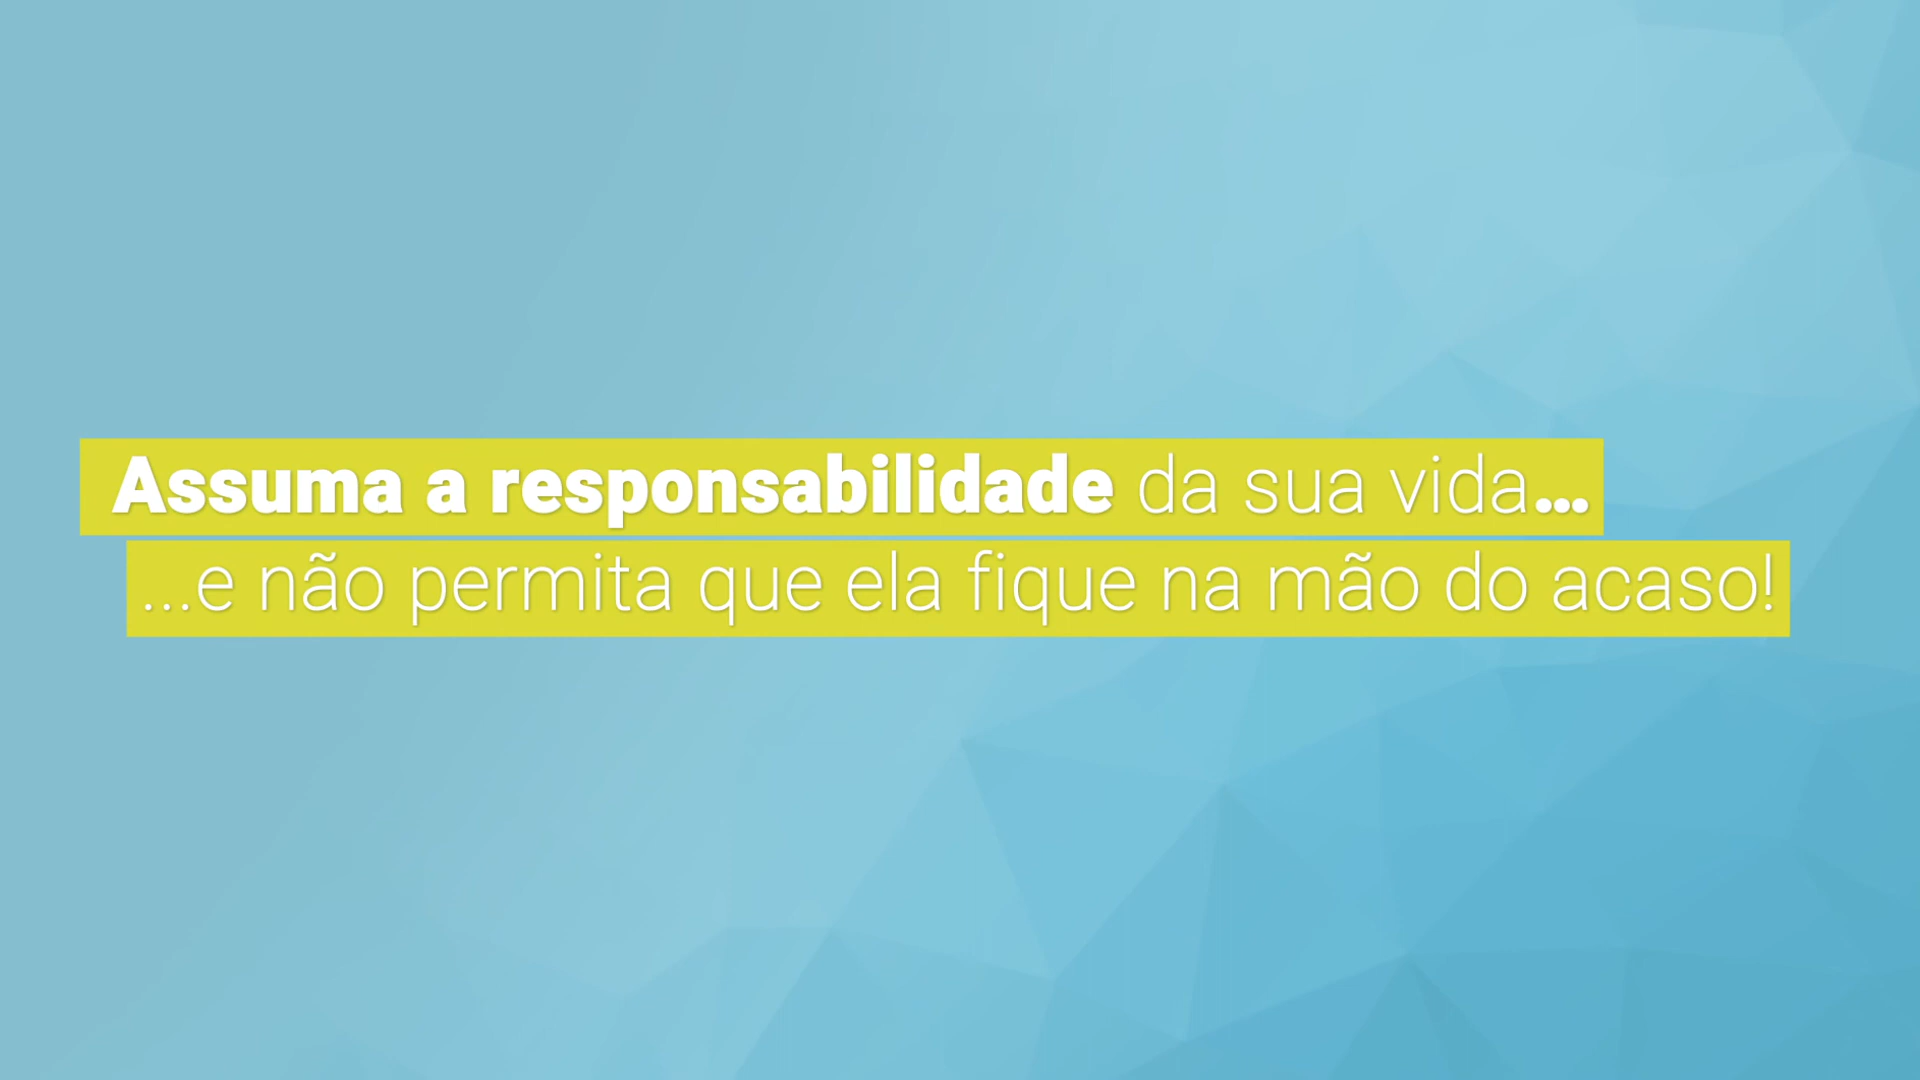 Assuma a responsabilidade da sua vida...
...e não permita que ela fique na mão do acaso!